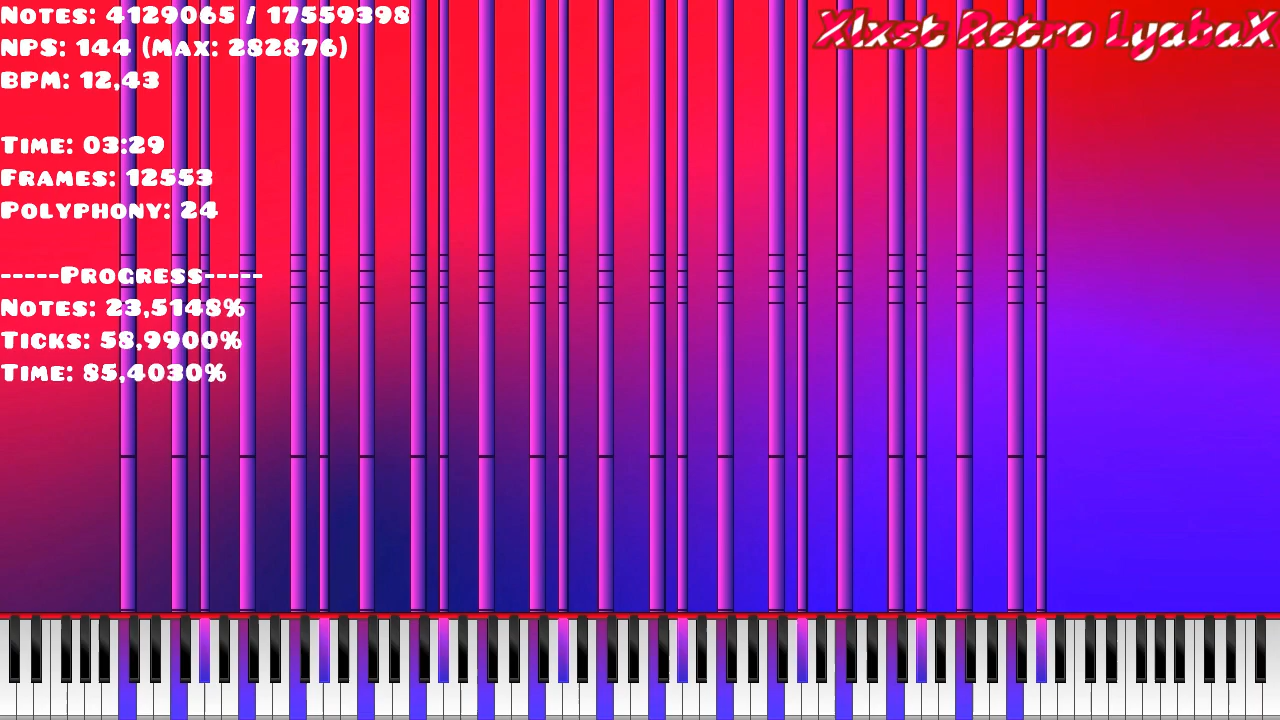 Notes: 4129065 / 17559398
NPS: 144 (Max: 282876)
BPM: 12,43
Time: 03:29
Frames: 12553
Polyphony: 24
-----Progress-----
Notes: 23,5148%
Ticks: 58,9900%
Time: 85,4030%
Xlxst Retro LyabaX